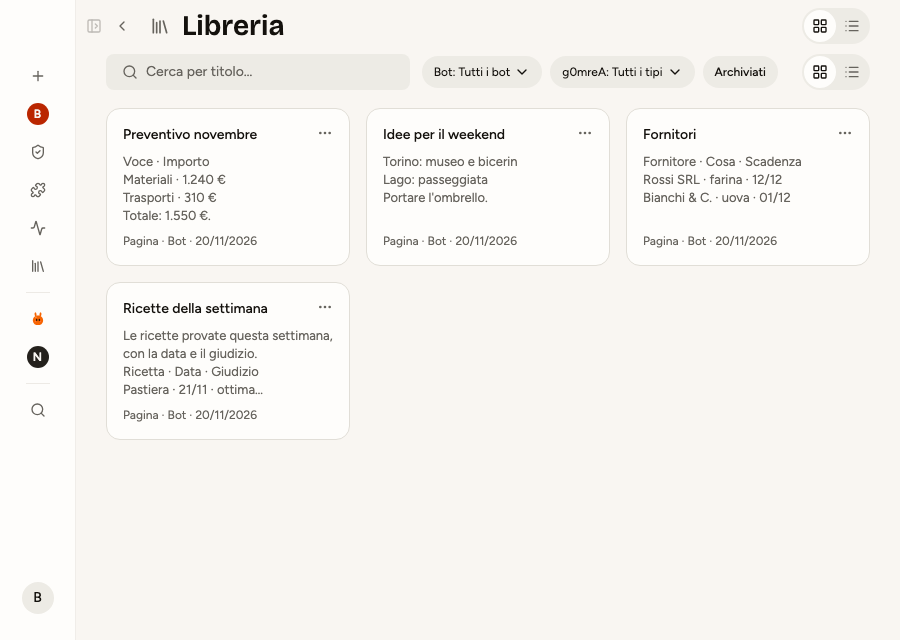 Libreria
Cerca per titolo...
Bot: Tutti i bot
g0mreA: Tutti i tipi
Archiviati
B
Preventivo novembre
Voce · Importo
Materiali · 1.240 €
Trasporti · 310 €
Totale: 1.550 €.
Pagina · Bot · 20/11/2026
Idee per il weekend
Torino: museo e bicerin
Lago: passeggiata
Portare l'ombrello.
Pagina · Bot · 20/11/2026
Fornitori
Fornitore · Cosa · Scadenza
Rossi SRL · farina · 12/12
Bianchi & C. · uova · 01/12
Pagina · Bot · 20/11/2026
Ricette della settimana
Le ricette provate questa settimana,
con la data e il giudizio.
Ricetta · Data · Giudizio
Pastiera · 21/11 · ottima...
Pagina · Bot · 20/11/2026
N
B